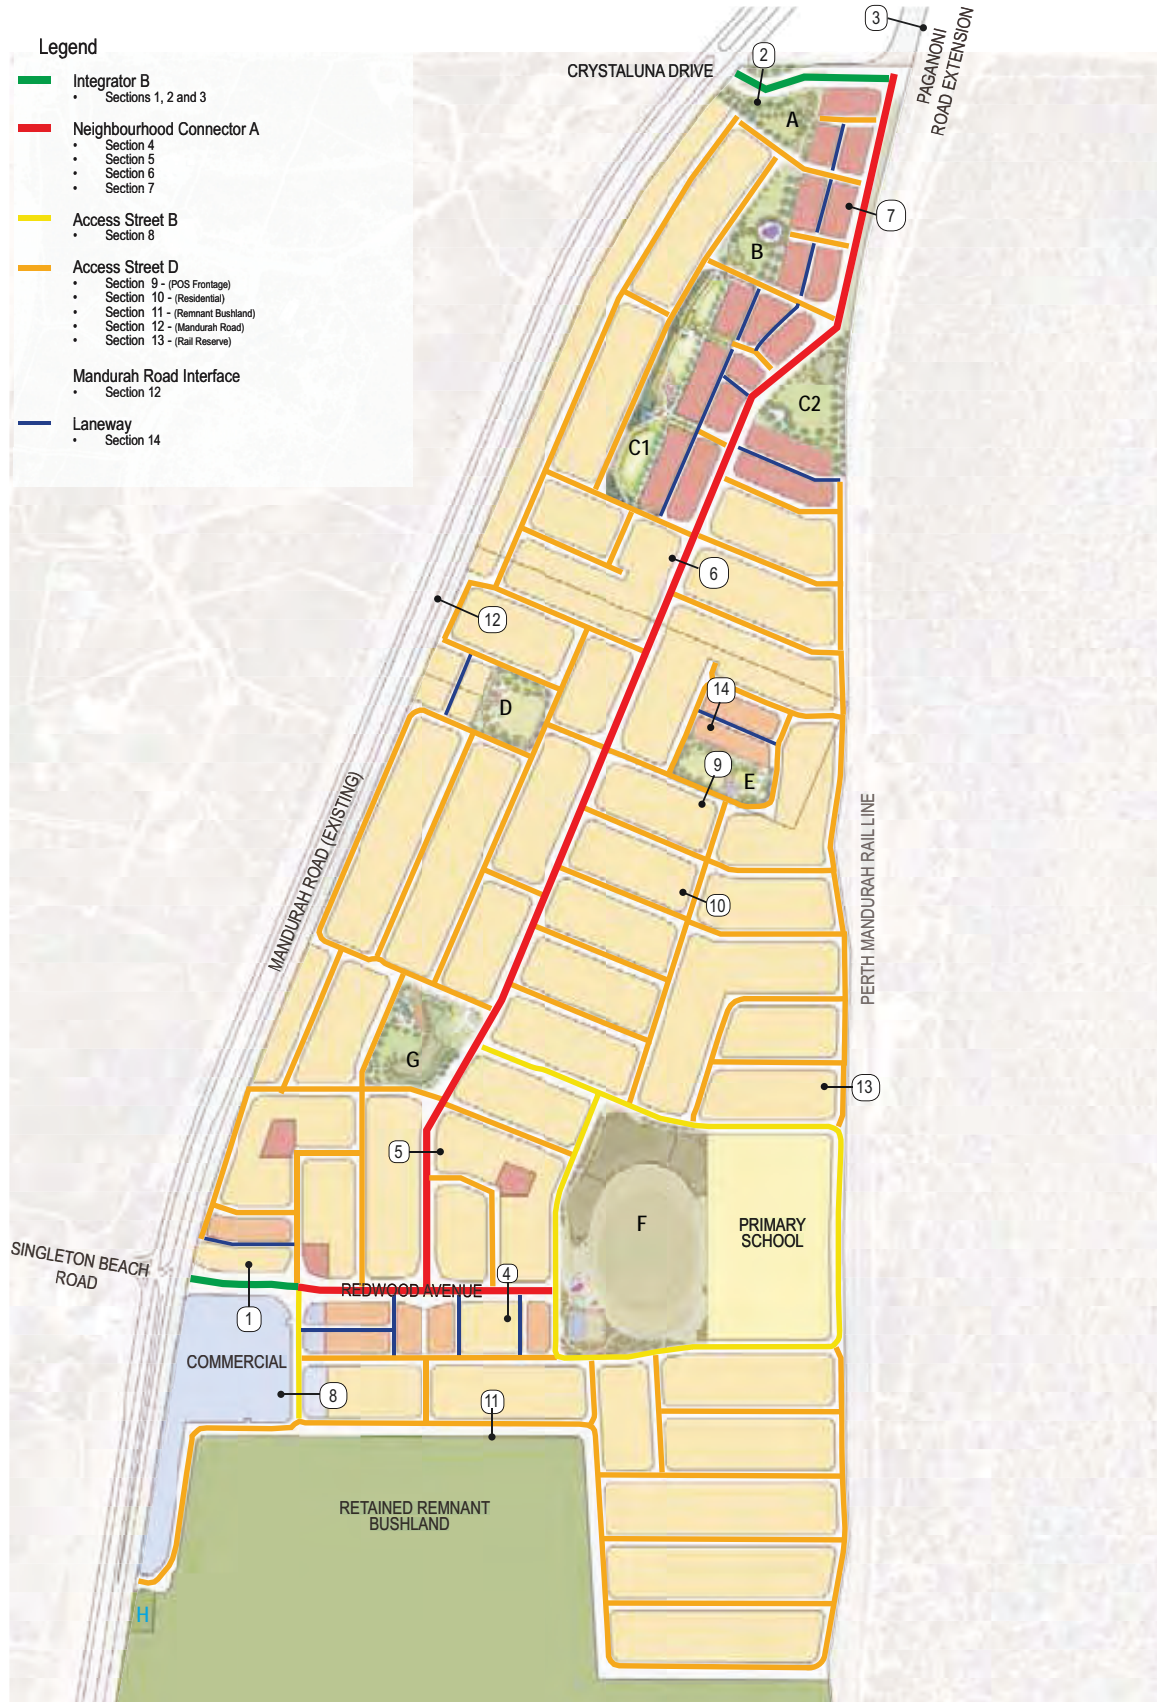 Legend
Integrator B
• Sections 1, 2 and 3
Neighbourhood Connector A
• Section 4
• Section 5
• Section 6
• Section 7
Access Street B
• Section 8
Access Street D
• Section 9 - (POS Frontage)
• Section 10 - (Residential)
• Section 11 - (Remnant Bushland)
• Section 12 - (Mandurah Road)
• Section 13 - (Rail Reserve)
Mandurah Road Interface
• Section 12
Laneway
• Section 14
3
PAGANONI
ROAD EXTENSION
2
CRYSTALUNA DRIVE
A
7
B
C2
C1
6
12
14
D
9
E
MANDURAH ROAD (EXISTING)
PERTH MANDURAH RAIL LINE
10
G
13
5
F
PRIMARY
SCHOOL
SINGLETON BEACH
ROAD
4
REDWOOD AVENUE
1
COMMERCIAL
8
11
RETAINED REMNANT
BUSHLAND
H